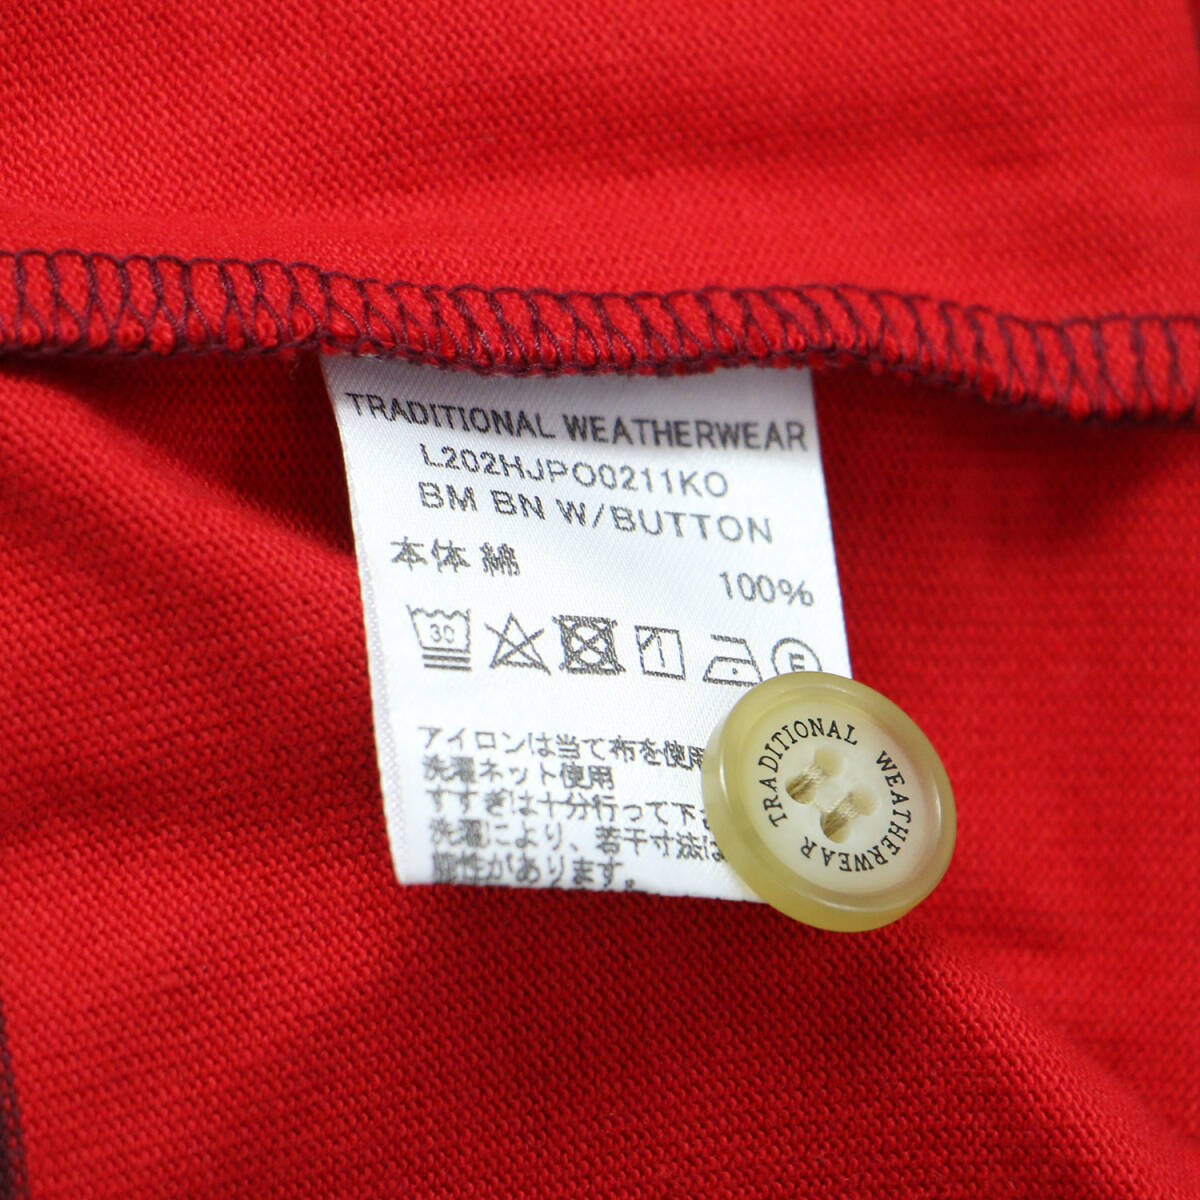 TRADITIONAL WEATHERWEAR
L202HJPO0211KO
BM BN W/BUTTON
本体 綿 100%
30
アイロンは当て布を使用
洗濯ネット使用
すすぎは十分行って下
洗濯により、若干寸法
能性があります。
TRADITIONAL WEATHERWEAR